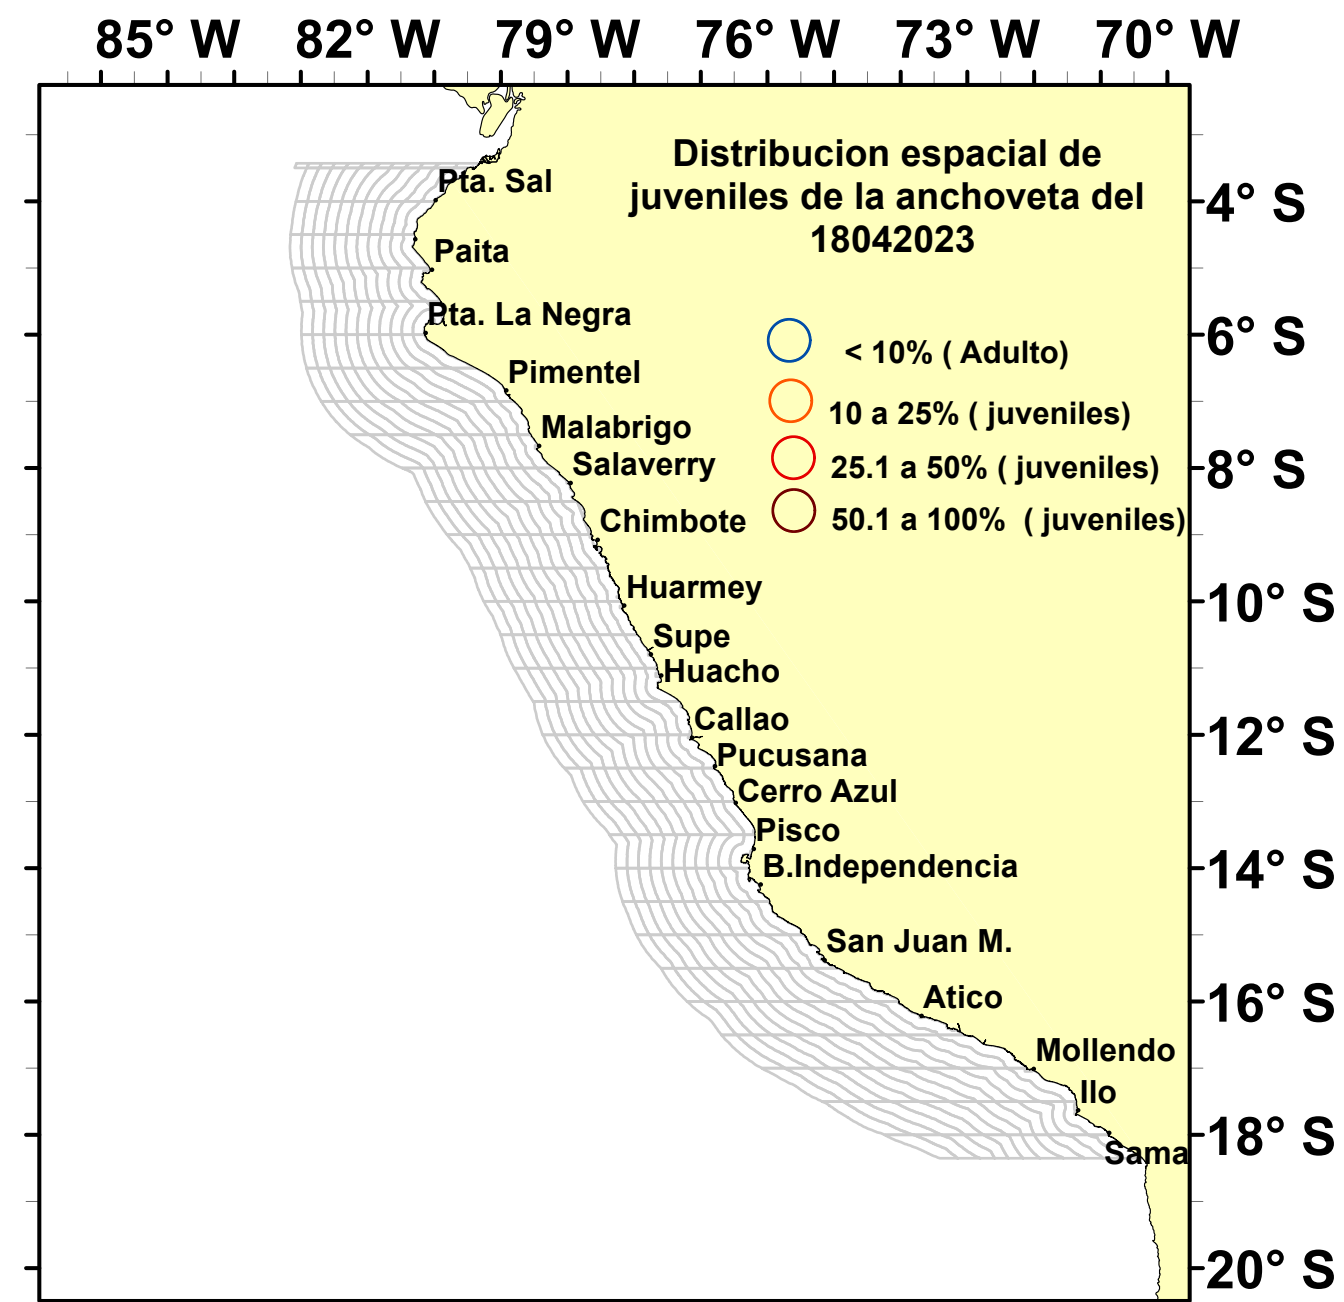 85° W 82° W 79° W 76° W 73° W 70° W
Distribucion espacial de
juveniles de la anchoveta del
18042023
Pta. Sal
4° S
Paita
Pta. La Negra
6° S
< 10% ( Adulto)
Pimentel
10 a 25% ( juveniles)
Malabrigo
Salaverry
25.1 a 50% ( juveniles)
8° S
Chimbote
50.1 a 100%  ( juveniles)
Huarmey
10° S
Supe
Huacho
Callao
12° S
Pucusana
Cerro Azul
Pisco
B.Independencia
14° S
San Juan M.
Atico
16° S
Mollendo
Ilo
18° S
Sama
20° S